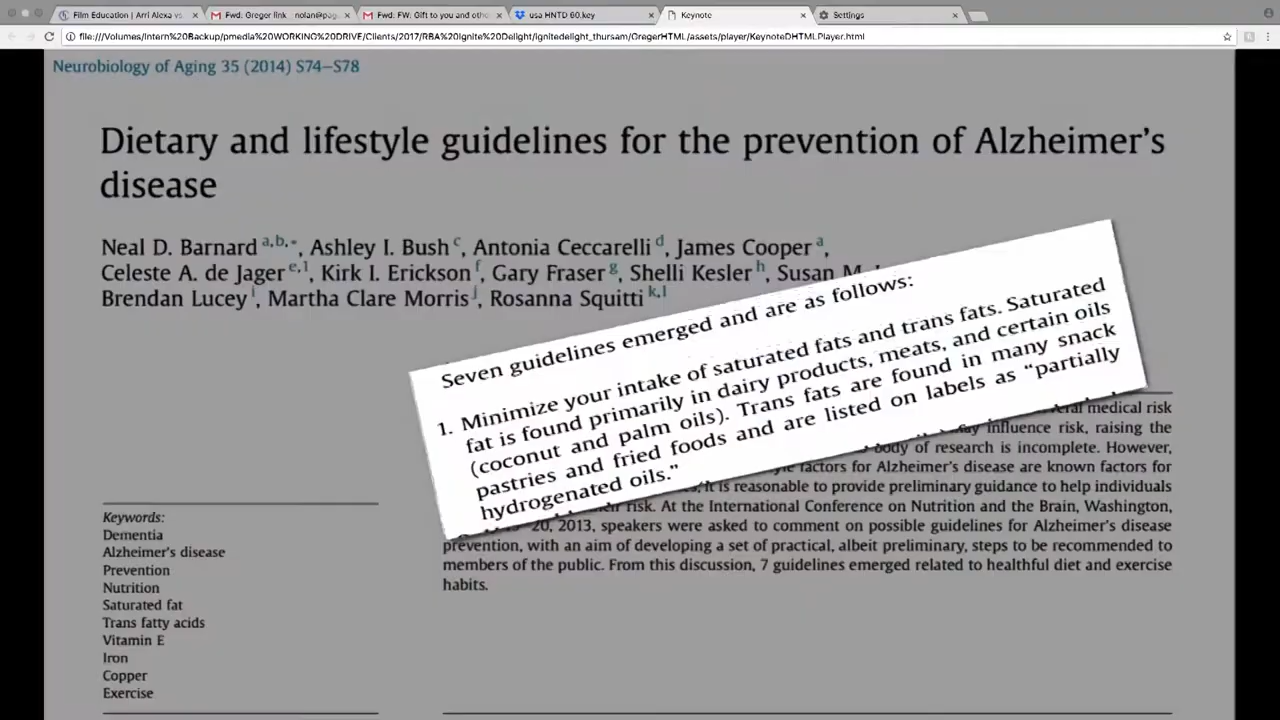 Film Education | Arri Alexa vs
Fwd: Greger link - nolan@pag
Fwd: FW: Gift to you and othe
usa HNTD 60.key
Keynote
Settings
file:///Volumes/Intern%20Backup/pmedia%20WORKING%20DRIVE/Clients/2017/RBA%20Ignite%20Delight/ignitedelight_thursam/GregerHTML/assets/player/KeynoteDHTMLPlayer.html
Neurobiology of Aging 35 (2014) S74–S78
Dietary and lifestyle guidelines for the prevention of Alzheimer's
disease
Neal D. Barnard a,b,*, Ashley I. Bush c, Antonia Ceccarelli d, James Cooper a,
Celeste A. de Jager e,1, Kirk I. Erickson f, Gary Fraser g, Shelli Kesler h, Susan M.
Brendan Lucey i, Martha Clare Morris j, Rosanna Squitti k,l
Seven guidelines emerged and are as follows:
1. Minimize your intake of saturated fats and trans fats. Saturated
fat is found primarily in dairy products, meats, and certain oils
(coconut and palm oils). Trans fats are found in many snack
pastries and fried foods and are listed on labels as "partially
hydrogenated oils."
medical risk
influence risk, raising the
body of research is incomplete. However,
factors for Alzheimer's disease are known factors for
it is reasonable to provide preliminary guidance to help individuals
risk. At the International Conference on Nutrition and the Brain, Washington,
20, 2013, speakers were asked to comment on possible guidelines for Alzheimer's disease
prevention, with an aim of developing a set of practical, albeit preliminary, steps to be recommended to
members of the public. From this discussion, 7 guidelines emerged related to healthful diet and exercise
habits.
Keywords:
Dementia
Alzheimer's disease
Prevention
Nutrition
Saturated fat
Trans fatty acids
Vitamin E
Iron
Copper
Exercise